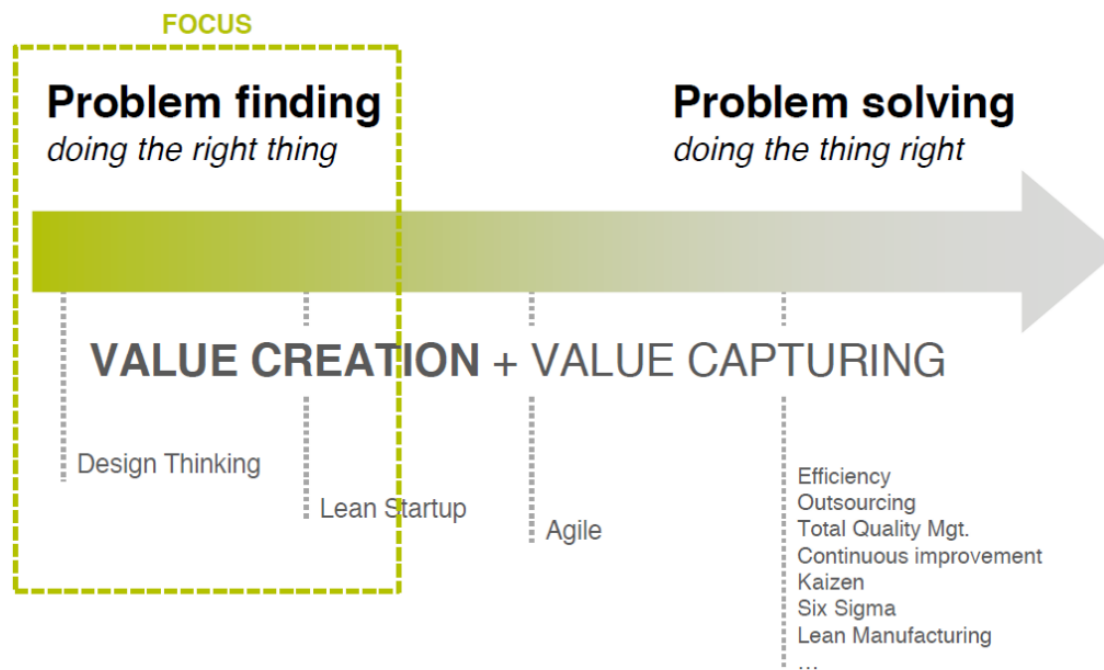 FOCUS
Problem finding
doing the right thing
Problem solving
doing the thing right
VALUE CREATION + VALUE CAPTURING
Design Thinking
Lean Startup
Agile
Efficiency
Outsourcing
Total Quality Mgt.
Continuous improvement
Kaizen
Six Sigma
Lean Manufacturing
...